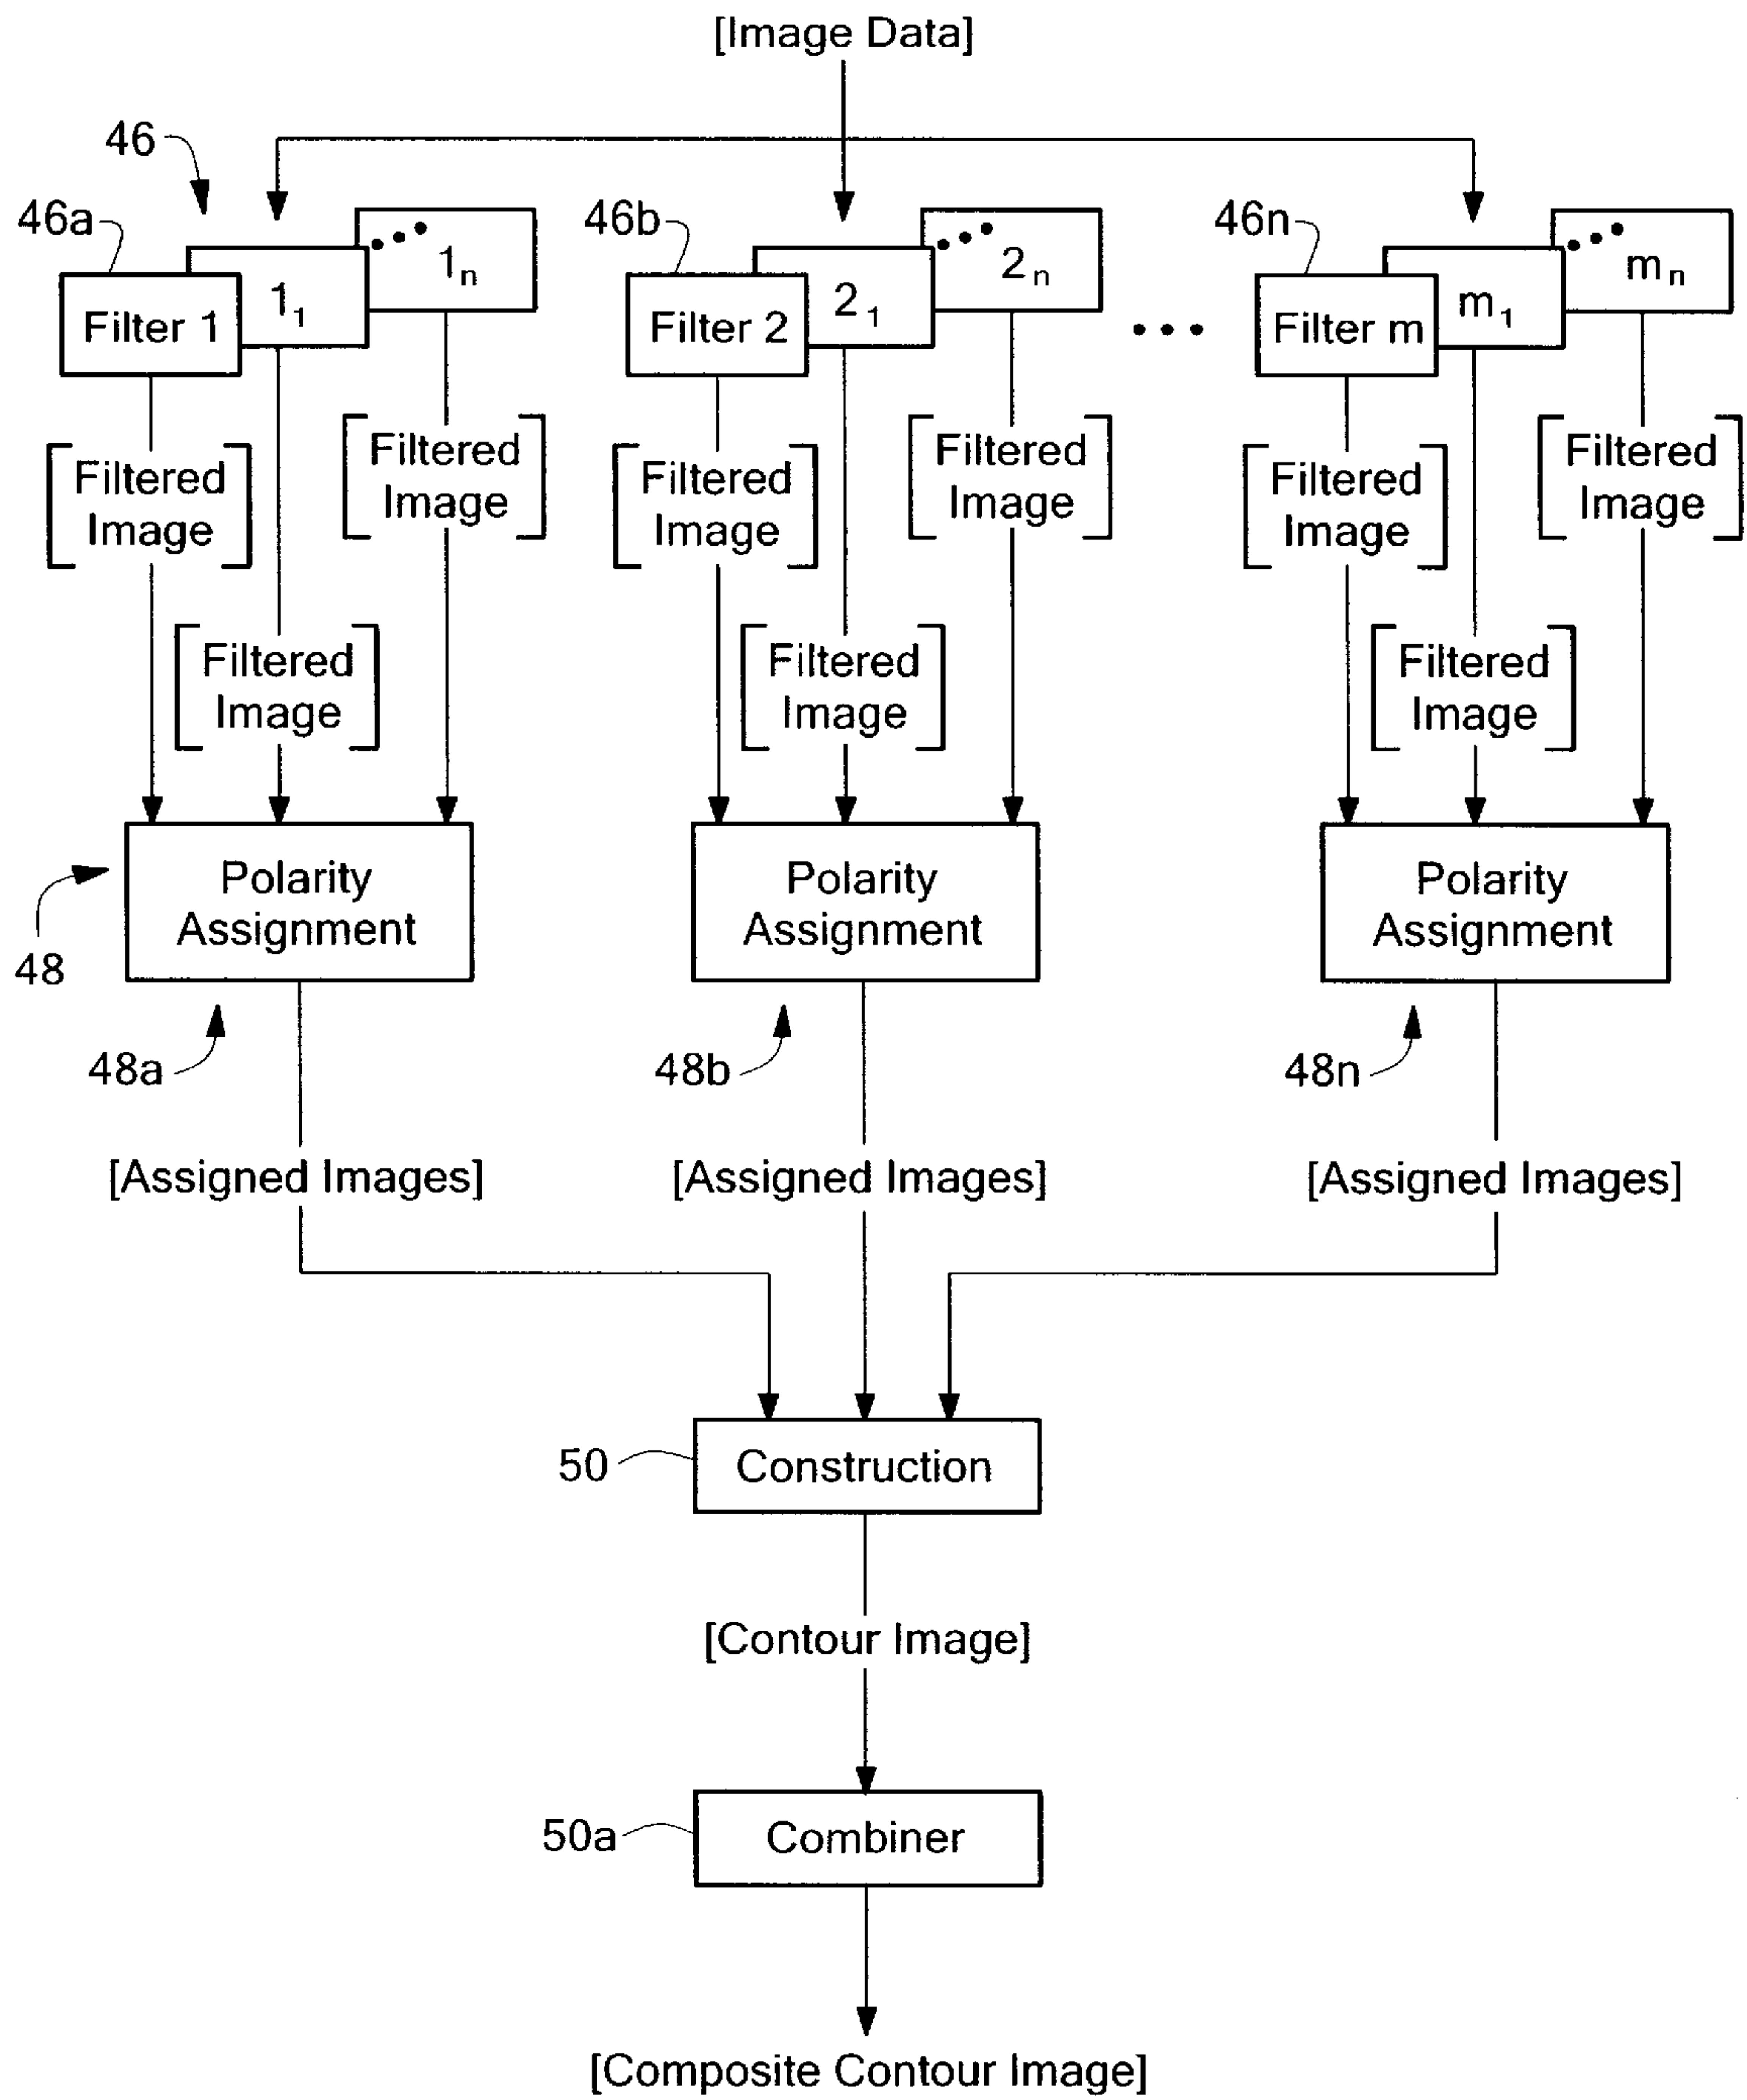 [Image Data]
46
46a
46b
46n
Filter 1
1₁
1ₙ
Filter 2
2₁
2ₙ
...
Filter m
m₁
mₙ
[Filtered
Image]
[Filtered
Image]
[Filtered
Image]
[Filtered
Image]
[Filtered
Image]
[Filtered
Image]
[Filtered
Image]
[Filtered
Image]
[Filtered
Image]
Polarity
Assignment
Polarity
Assignment
Polarity
Assignment
48
48a
48b
48n
[Assigned Images]
[Assigned Images]
[Assigned Images]
50
Construction
[Contour Image]
50a
Combiner
[Composite Contour Image]